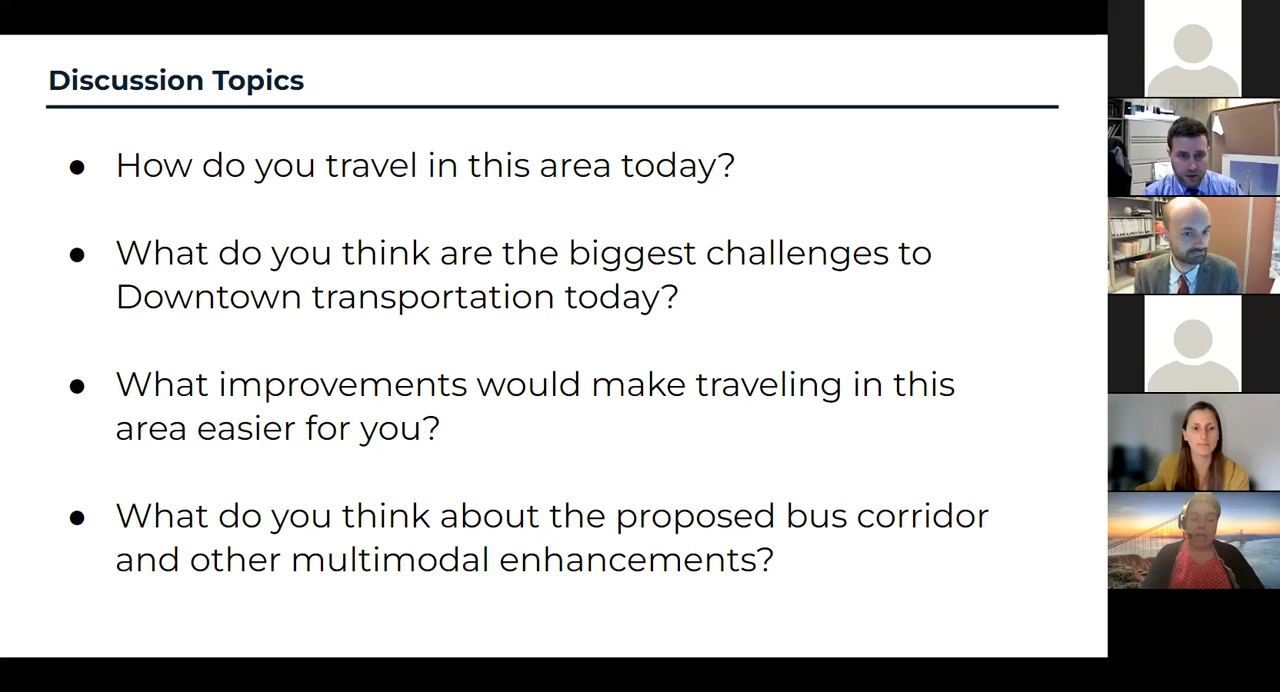 Discussion Topics
● How do you travel in this area today?
● What do you think are the biggest challenges to
Downtown transportation today?
● What improvements would make traveling in this
area easier for you?
● What do you think about the proposed bus corridor
and other multimodal enhancements?